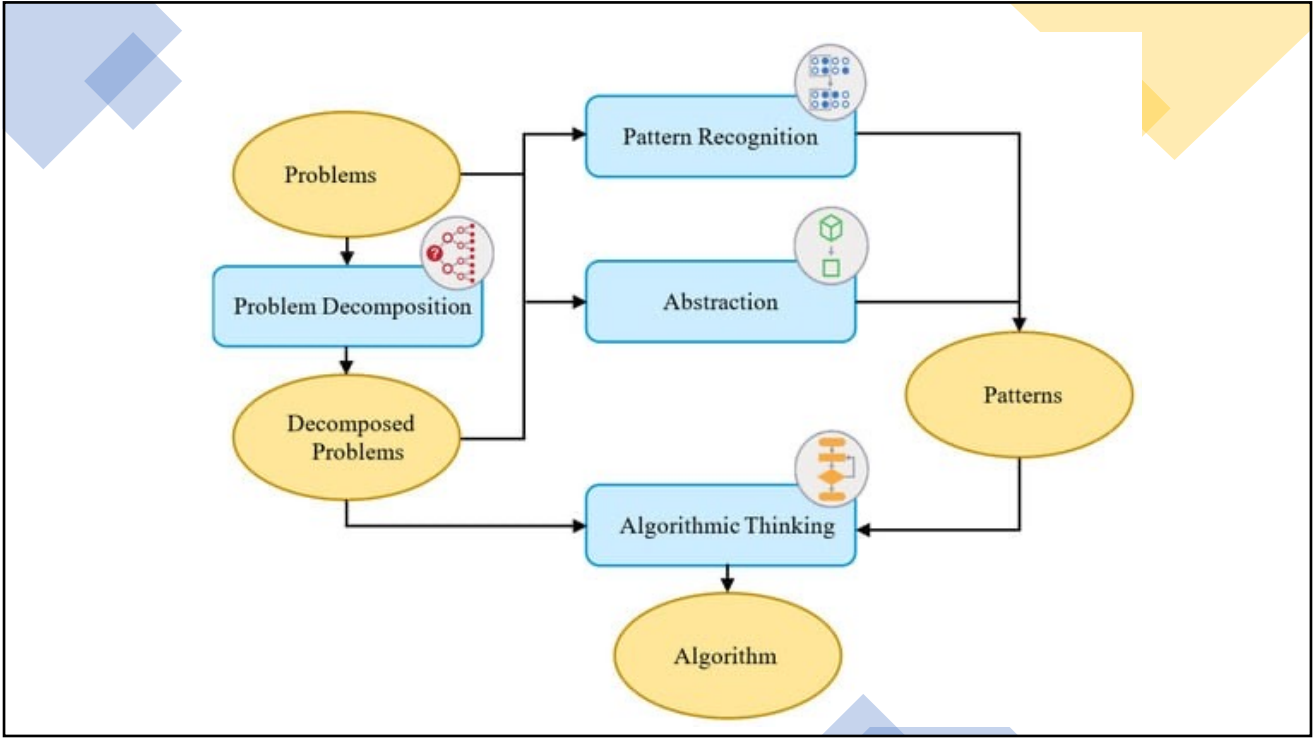 Problems
Pattern Recognition
Problem Decomposition
Abstraction
Decomposed
Problems
Patterns
Algorithmic Thinking
Algorithm
?